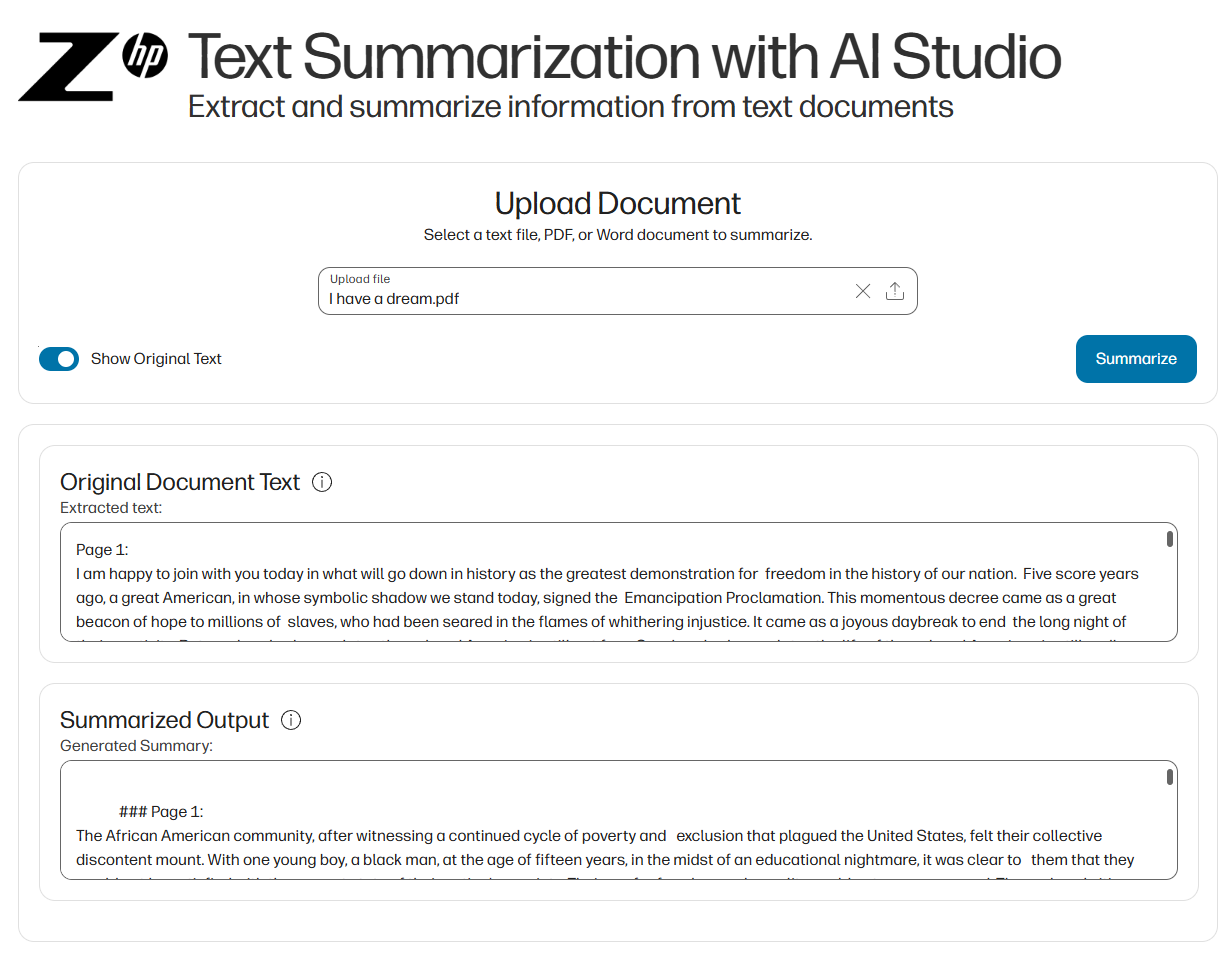 Z hp
Text Summarization with AI Studio
Extract and summarize information from text documents
Upload Document
Select a text file, PDF, or Word document to summarize.
Upload file
I have a dream.pdf
Show Original Text
Summarize
Original Document Text
Extracted text:
Page 1:
I am happy to join with you today in what will go down in history as the greatest demonstration for  freedom in the history of our nation.  Five score years
ago, a great American, in whose symbolic shadow we stand today, signed the  Emancipation Proclamation. This momentous decree came as a great
beacon of hope to millions of  slaves, who had been seared in the flames of whithering injustice. It came as a joyous daybreak to end  the long night of
Summarized Output
Generated Summary:
### Page 1:
The African American community, after witnessing a continued cycle of poverty and   exclusion that plagued the United States, felt their collective
discontent mount. With one young boy, a black man, at the age of fifteen years, in the midst of an educational nightmare, it was clear to   them that they